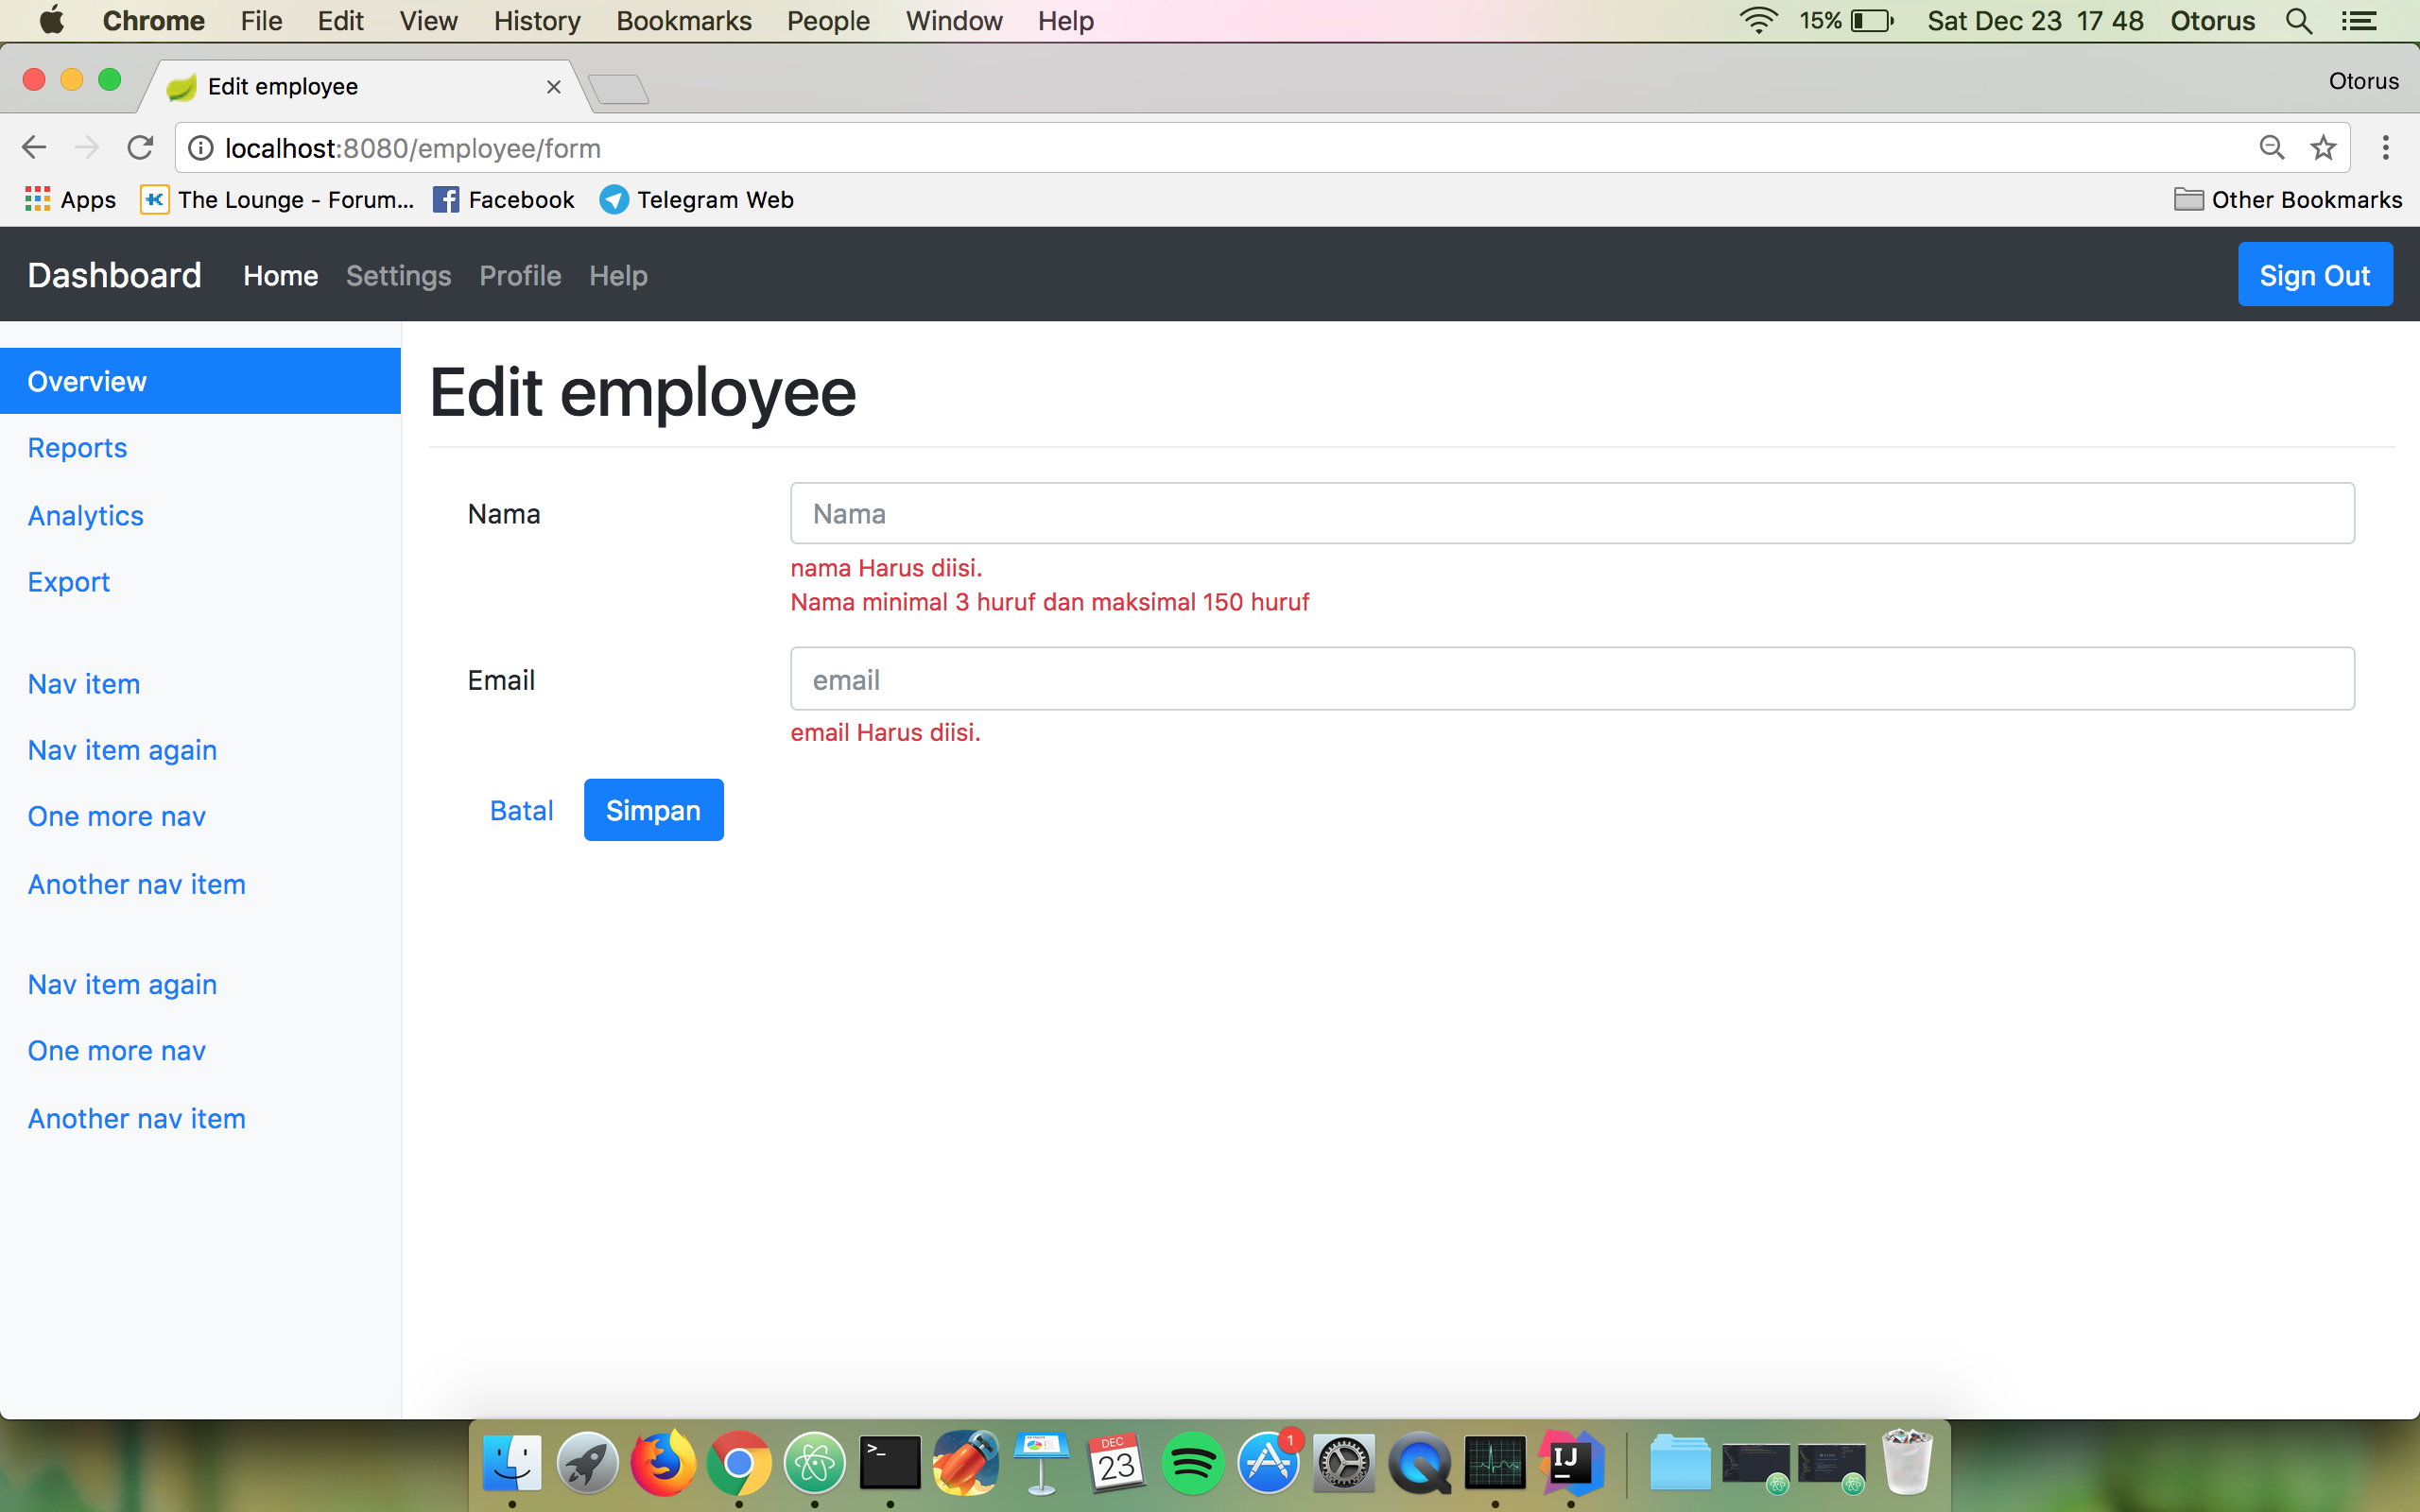 Chrome File Edit View History Bookmarks People Window Help 15% Sat Dec 23 17 48 Otorus
Edit employee Otorus
localhost:8080/employee/form
Apps The Lounge - Forum... Facebook Telegram Web Other Bookmarks
Dashboard Home Settings Profile Help Sign Out
Overview
Reports
Analytics
Export
Nav item
Nav item again
One more nav
Another nav item
Nav item again
One more nav
Another nav item
Edit employee
Nama Nama
nama Harus diisi.
Nama minimal 3 huruf dan maksimal 150 huruf
Email email
email Harus diisi.
Batal Simpan
>_
DEC
23
1
IJ